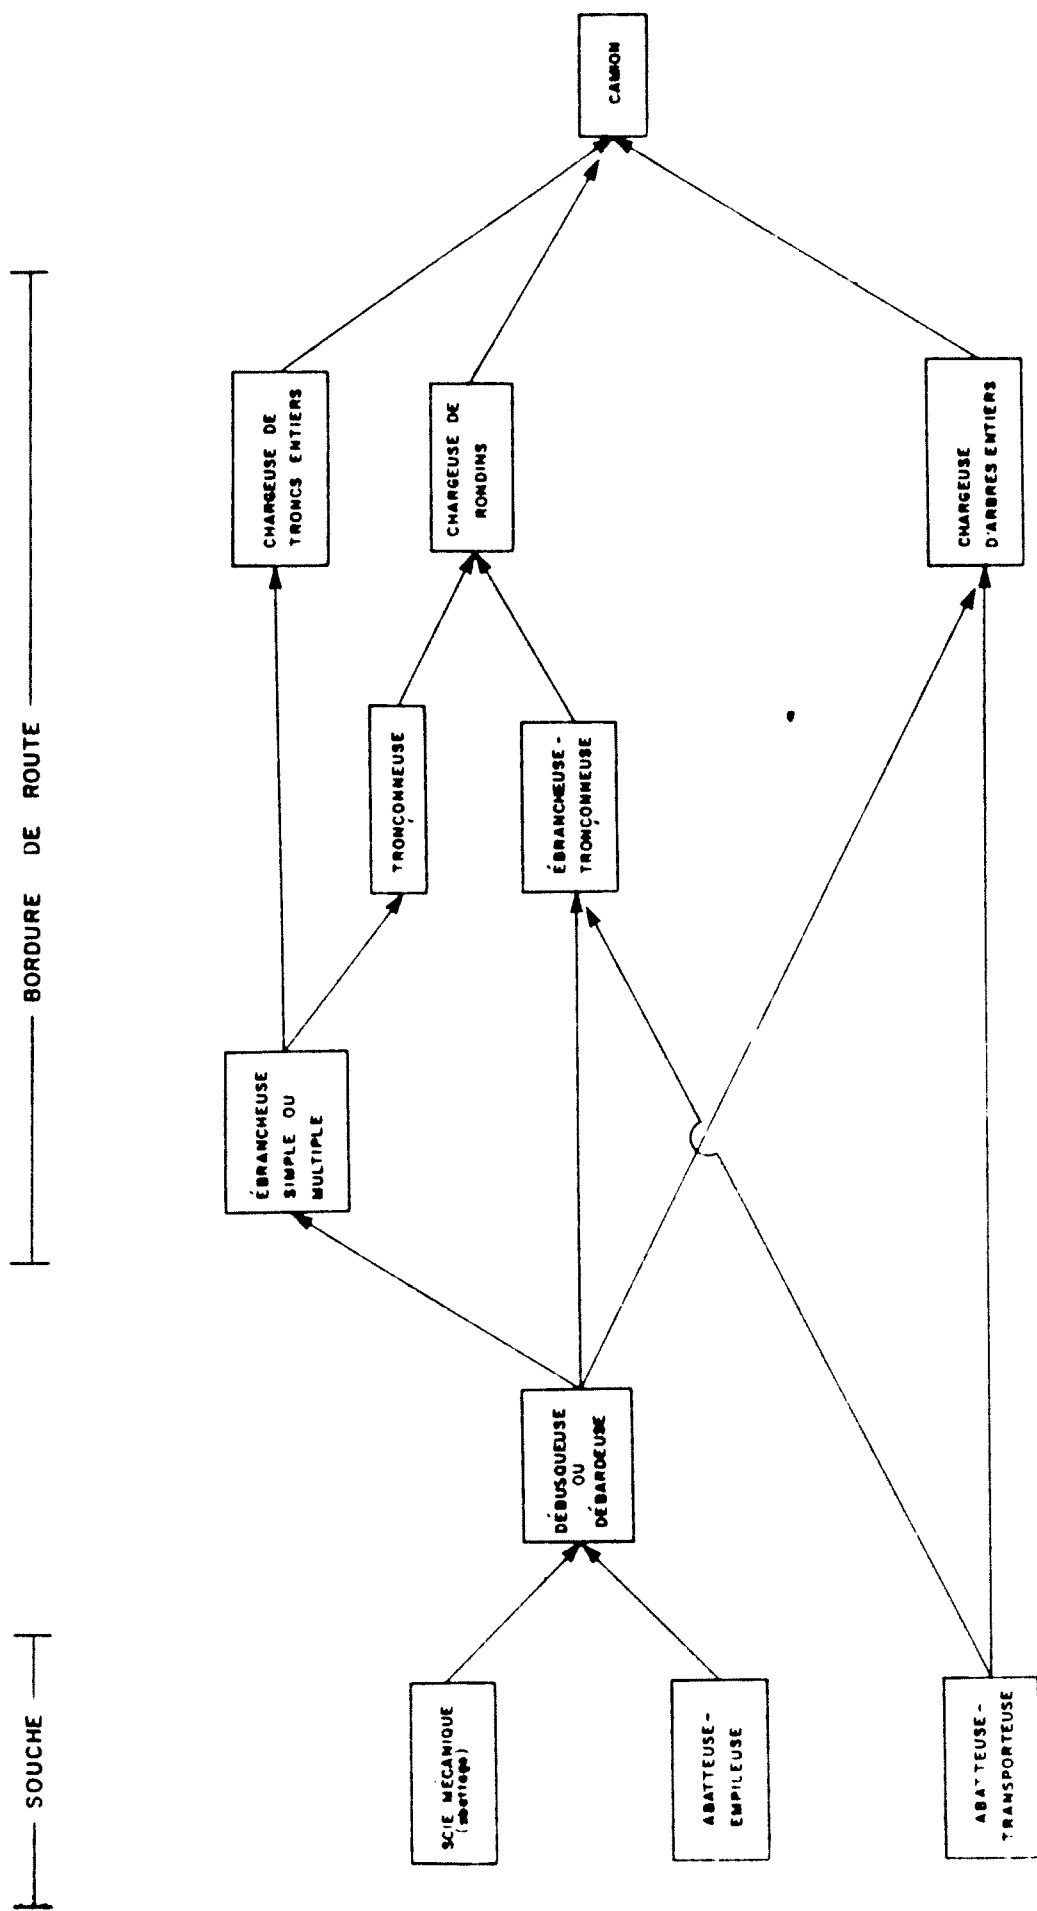 SOUCHE
BORDURE DE ROUTE
SCIE MÉCANIQUE
(abattage)
ABATTEUSE-
EMPILEUSE
ABATTEUSE-
TRANSPORTEUSE
DÉBUSQUEUSE
OU
DÉBARDEUSE
ÉBRANCHEUSE
SIMPLE OU
MULTIPLE
TRONÇONNEUSE
ÉBRANCHEUSE-
TRONÇONNEUSE
CHARGEUSE DE
TRONCS ENTIERS
CHARGEUSE DE
RONDINS
CHARGEUSE
D'ARBRES ENTIERS
CAMION